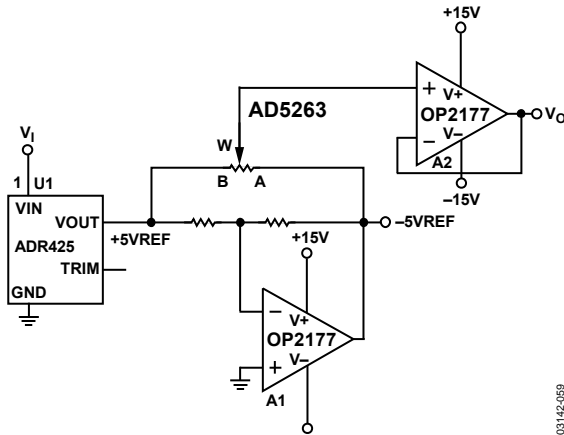 +15V
+
V+
OP2177
V–
−
A2
VO
–15V
AD5263
W
B A
VI
1 U1
VIN
VOUT
+5VREF
ADR425
TRIM
GND
–5VREF
+15V
−
V+
OP2177
V–
+
A1
03142-059